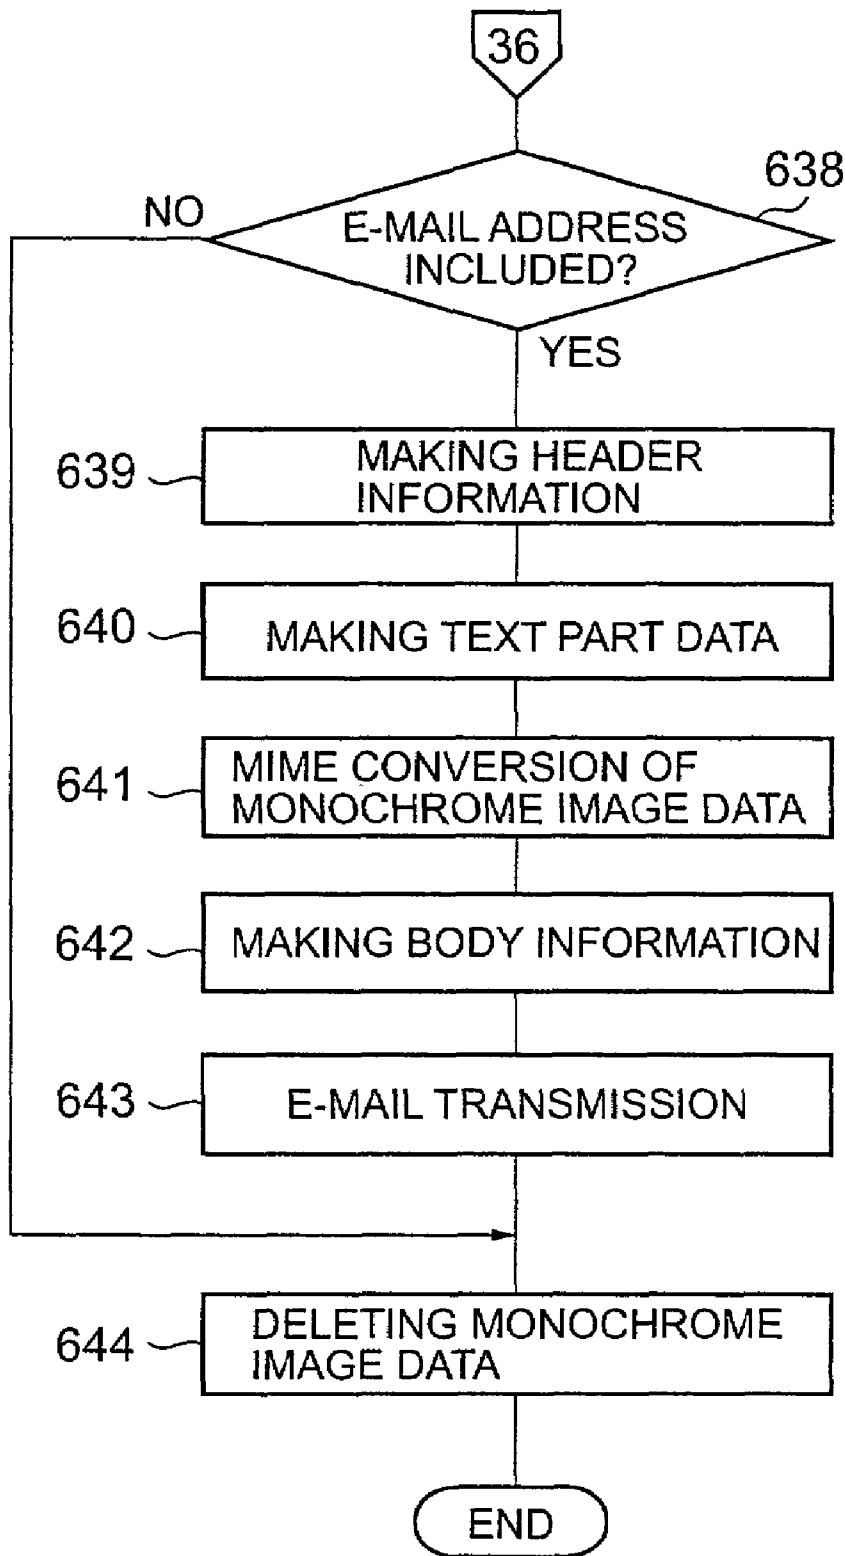 36
638
NO
E-MAIL ADDRESS
INCLUDED?
YES
639
MAKING HEADER
INFORMATION
640
MAKING TEXT PART DATA
641
MIME CONVERSION OF
MONOCHROME IMAGE DATA
642
MAKING BODY INFORMATION
643
E-MAIL TRANSMISSION
644
DELETING MONOCHROME
IMAGE DATA
END